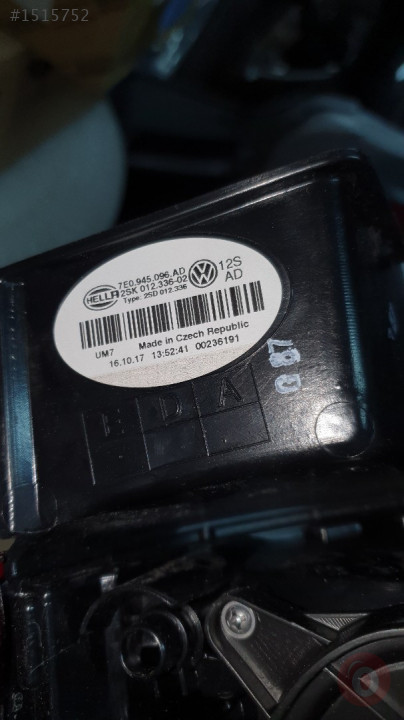 #1515752
7E0.945.096.AD
HELLA 2SK 012.336-02
Type: 2SD 012.336
12S
AD
UM7 Made in Czech Republic
16.10.17 13:52:41 00236191
D A